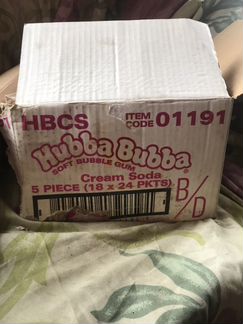 HBCS
ITEM
CODE 01191
Hubba Bubba
SOFT BUBBLE GUM
Cream Soda
5 PIECE (18 x 24 PKTS)
B/D